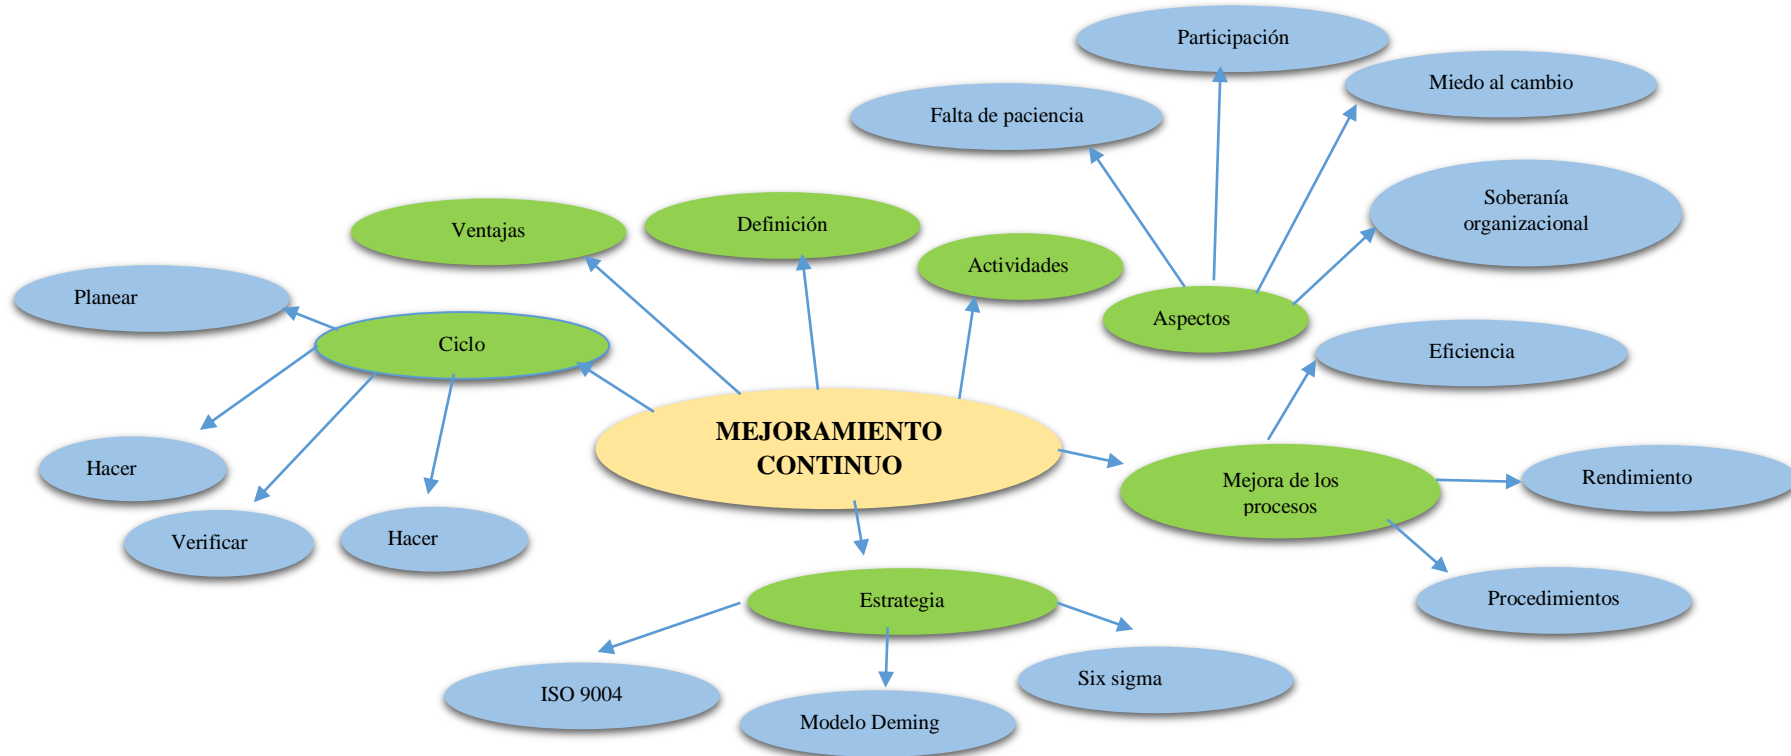 Participación
Miedo al cambio
Falta de paciencia
Soberanía
organizacional
Ventajas
Definición
Actividades
Planear
Aspectos
Ciclo
Eficiencia
MEJORAMIENTO
CONTINUO
Hacer
Mejora de los
procesos
Rendimiento
Verificar
Hacer
Estrategia
Procedimientos
ISO 9004
Modelo Deming
Six sigma